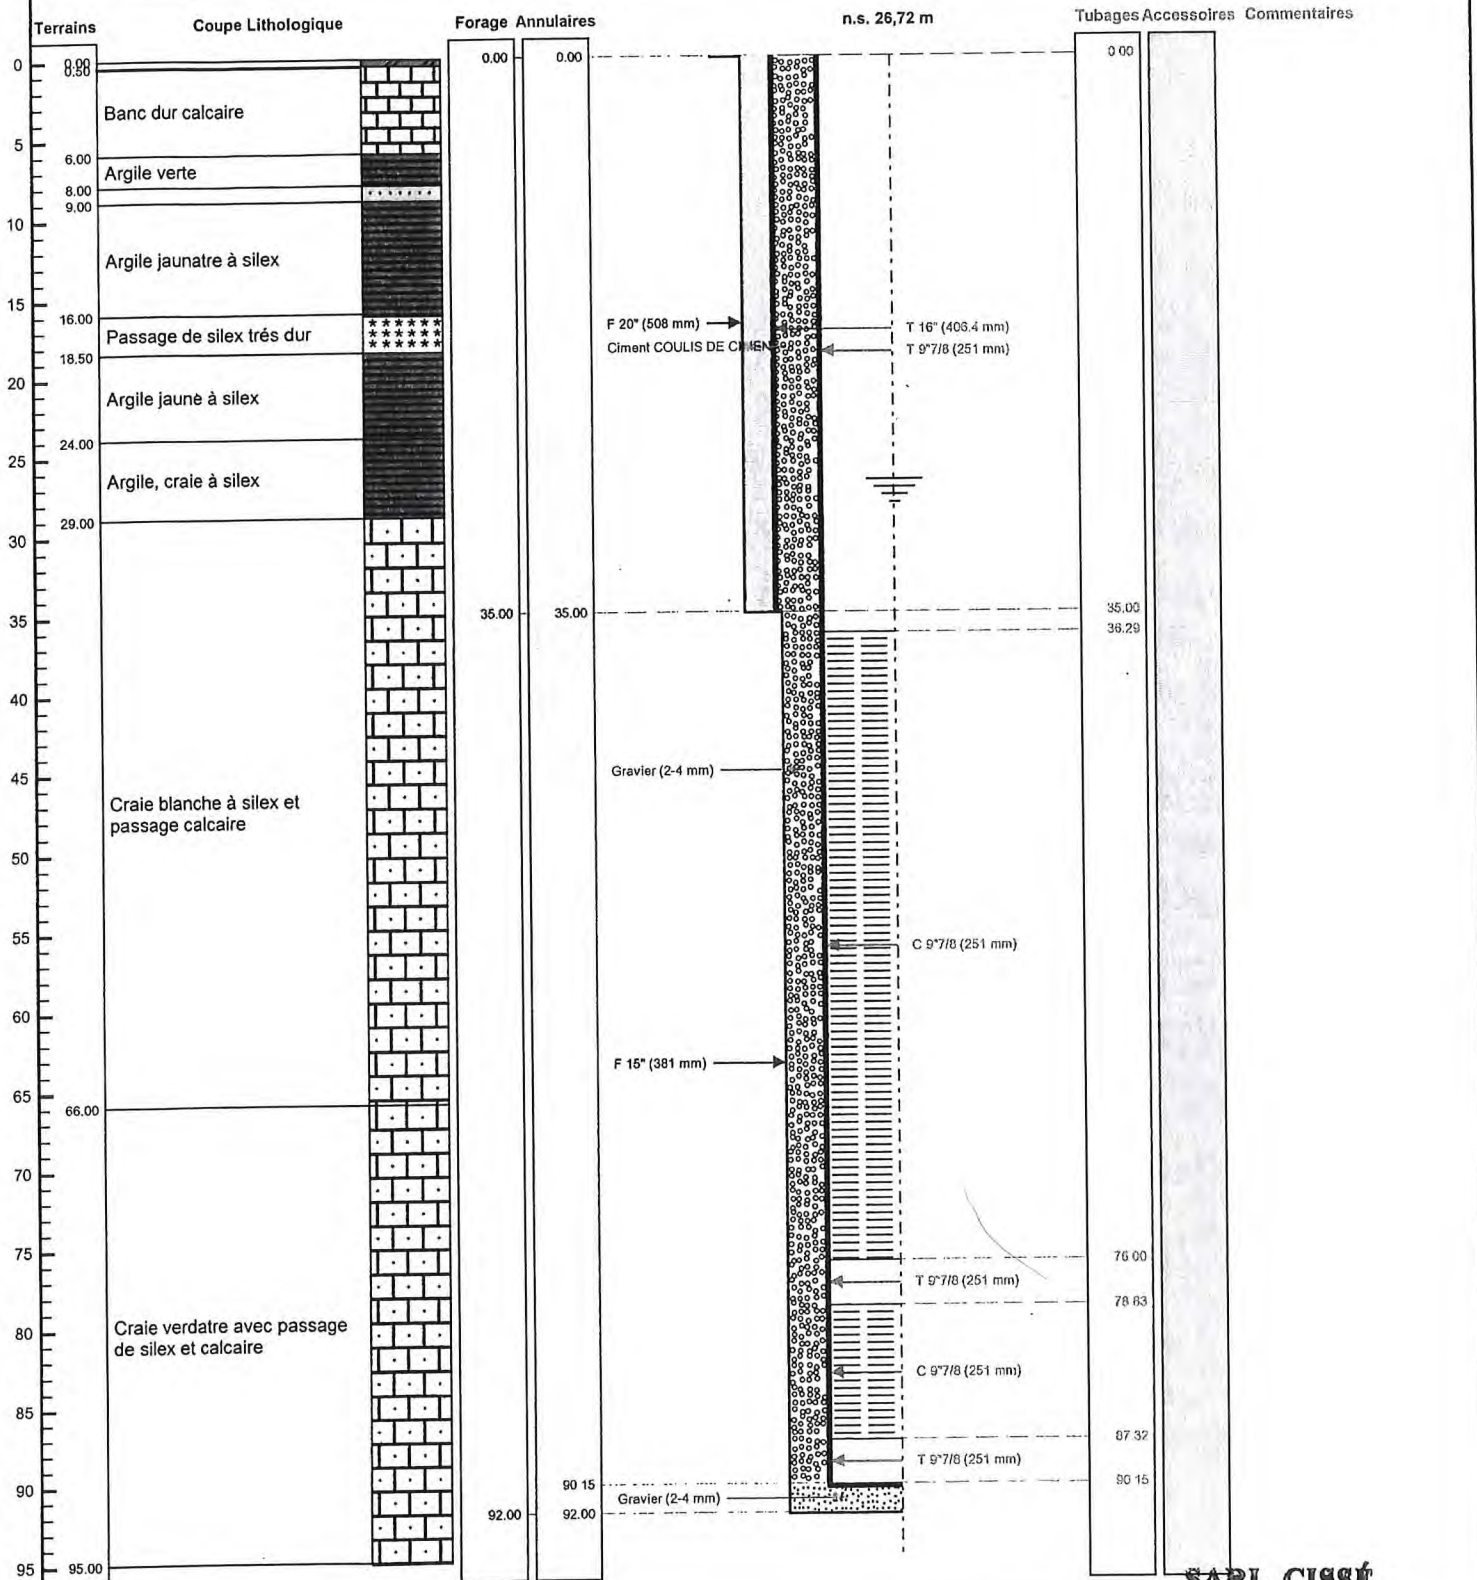 Terrains Coupe Lithologique Forage Annulaires n.s. 26,72 m Tubages Accessoires Commentaires
0 0.00 0.00 0.00 0 00
0.50
Banc dur calcaire
5
6.00
Argile verte
8.00
9.00
10
Argile jaunatre à silex
15
16.00
F 20" (508 mm) T 16" (406.4 mm)
Passage de silex trés dur
Ciment COULIS DE CIMENT T 9"7/8 (251 mm)
18.50
20
Argile jaune à silex
24.00
25
Argile, craie à silex
29.00
30
35 35.00 35.00 35.00
36.29
40
45
Gravier (2-4 mm)
Craie blanche à silex et
passage calcaire
50
55
C 9"7/8 (251 mm)
60
F 15" (381 mm)
65
66.00
70
75
76 00
T 9"7/8 (251 mm)
78 83
80
Craie verdatre avec passage
de silex et calcaire
C 9"7/8 (251 mm)
85
87 32
T 9"7/8 (251 mm)
90 90 15 90 15
Gravier (2-4 mm)
92.00 92.00
95 95.00
SARL CISSÉ